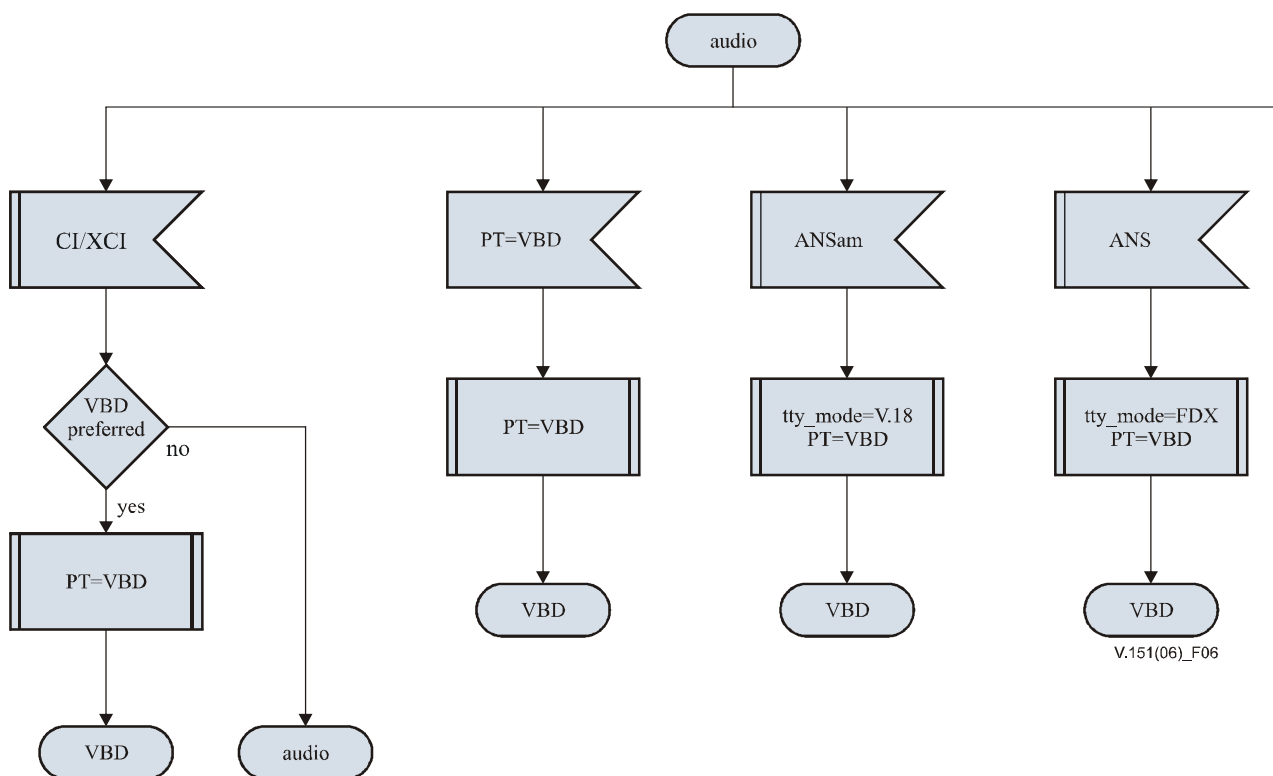 audio
CI/XCI
PT=VBD
ANSam
ANS
VBD
preferred
no
yes
PT=VBD
tty_mode=V.18
PT=VBD
tty_mode=FDX
PT=VBD
PT=VBD
VBD
VBD
VBD
V.151(06)_F06
VBD
audio